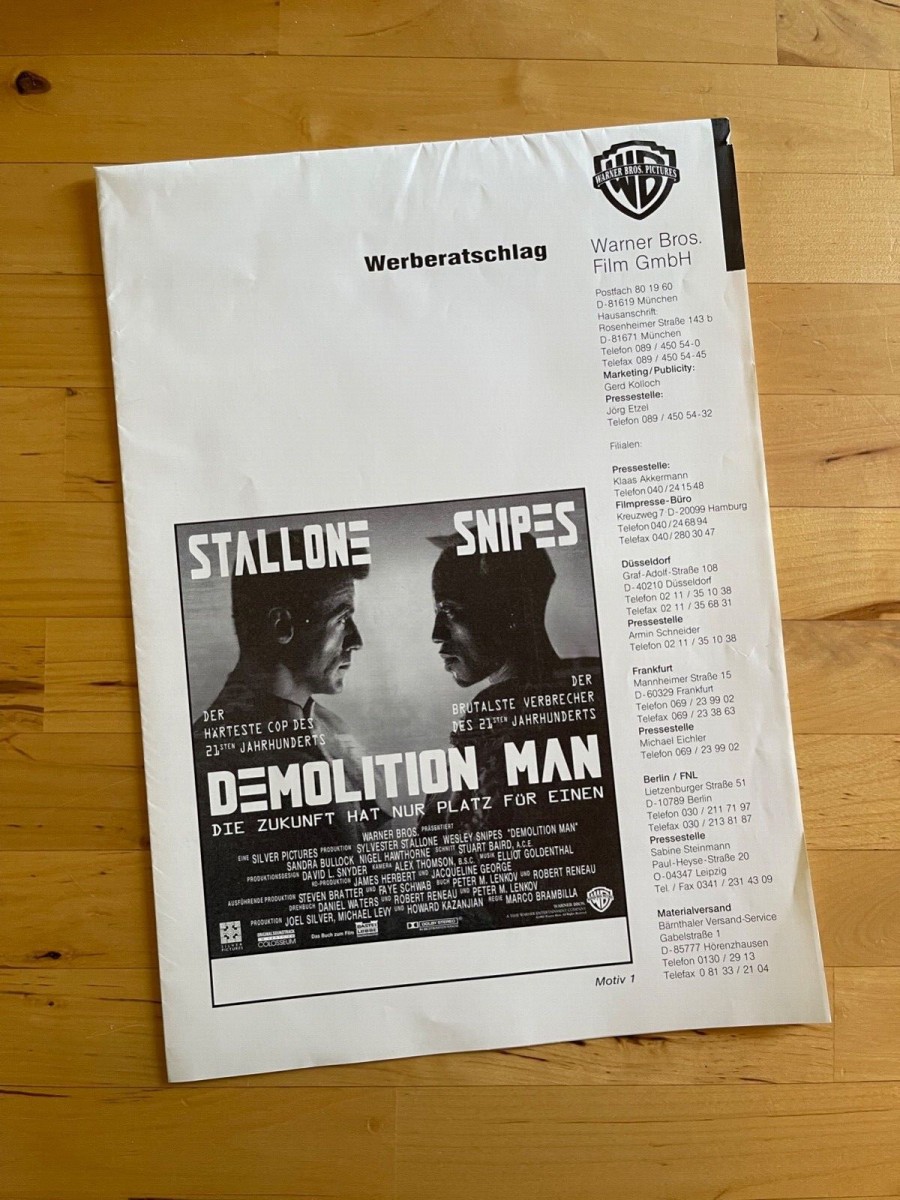 WARNER BROS. PICTURES
Werberatschlag
Warner Bros.
Film GmbH
Postfach 80 19 60
D-81619 München
Hausanschrift:
Rosenheimer Straße 143 b
D-81671 München
Telefon 089 / 450 54-0
Telefax 089 / 450 54-45
Marketing/Publicity:
Gerd Kolloch
Pressestelle:
Jörg Etzel
Telefon 089 / 450 54-32
Filialen:
Pressestelle:
Klaas Akkermann
Telefon 040/24 15 48
Filmpresse-Büro
Kreuzweg 7 D-20099 Hamburg
Telefon 040/24 68 94
Telefax 040/280 30 47
Düsseldorf
Graf-Adolf-Straße 108
D-40210 Düsseldorf
Telefon 02 11 / 35 10 38
Telefax 02 11 / 35 68 31
Pressestelle
Armin Schneider
Telefon 02 11 / 35 10 38
Frankfurt
Mannheimer Straße 15
D-60329 Frankfurt
Telefon 069 / 23 99 02
Telefax 069 / 23 38 63
Pressestelle
Michael Eichler
Telefon 069 / 23 99 02
Berlin / FNL
Lietzenburger Straße 51
D-10789 Berlin
Telefon 030 / 211 71 97
Telefax 030 / 213 81 87
Pressestelle
Sabine Steinmann
Paul-Heyse-Straße 20
O-04347 Leipzig
Tel. / Fax 0341 / 231 43 09
Materialversand
Bärnthaler Versand-Service
Gabelstraße 1
D-85777 Hörenzhausen
Telefon 0130 / 29 13
Telefax 0 81 33 / 21 04
STALLONE
SNIPES
DER
HÄRTESTE COP DES
21STEN JAHRHUNDERTS
DER
BRUTALSTE VERBRECHER
DES 21STEN JAHRHUNDERTS
DEMOLITION MAN
DIE ZUKUNFT HAT NUR PLATZ FÜR EINEN
WARNER BROS. PRÄSENTIERT
EINE SILVER PICTURES PRODUKTION SYLVESTER STALLONE WESLEY SNIPES "DEMOLITION MAN"
SANDRA BULLOCK NIGEL HAWTHORNE SCHNITT STUART BAIRD, A.C.E.
PRODUKTIONSDESIGN DAVID L. SNYDER KAMERA ALEX THOMSON, B.S.C. MUSIK ELLIOT GOLDENTHAL
CO-PRODUKTION JAMES HERBERT UND JACQUELINE GEORGE
AUSFÜHRENDE PRODUKTION STEVEN BRATTER UND FAYE SCHWAB BUCH PETER M. LENKOV UND ROBERT RENEAU
DREHBUCH DANIEL WATERS UND ROBERT RENEAU UND PETER M. LENKOV
PRODUKTION JOEL SILVER, MICHAEL LEVY UND HOWARD KAZANJIAN REGIE MARCO BRAMBILLA
SILVER PICTURES
COLOSSEUM
Das Buch zum Film
DOLBY STEREO
Motiv 1